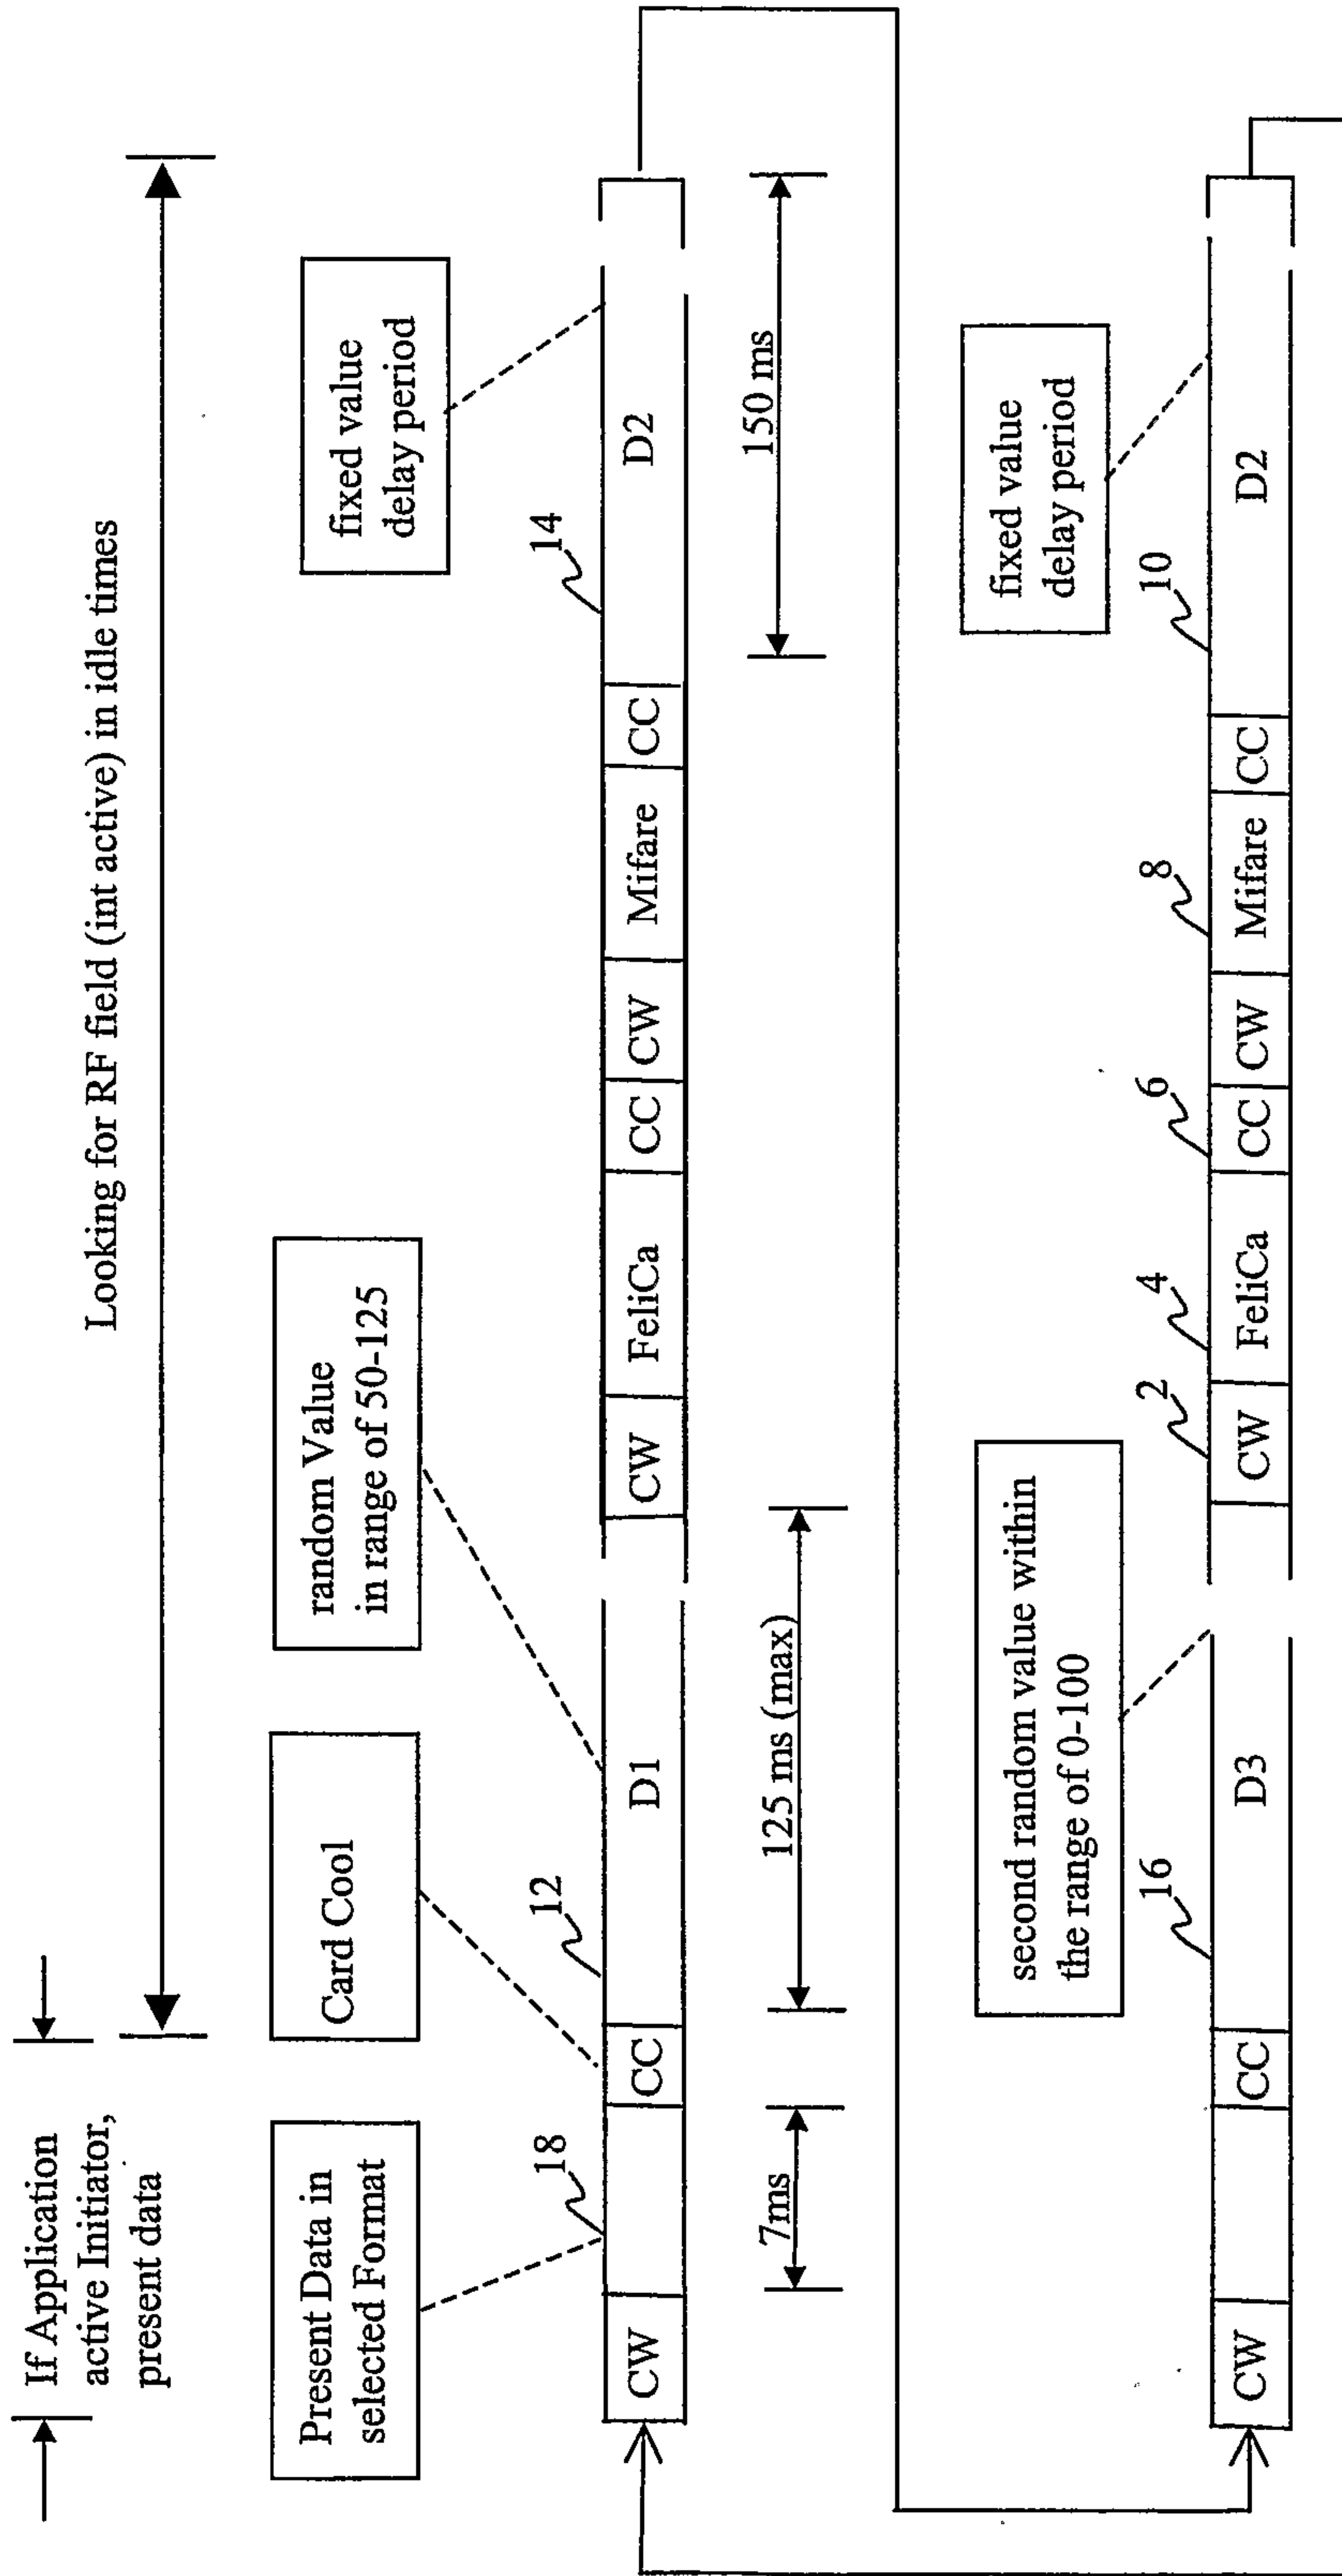 If Application
active Initiator,
present data
Looking for RF field (int active) in idle times
Present Data in
selected Format
Card Cool
random Value
in range of 50-125
fixed value
delay period
18
12
14
CW
CC
D1
CW
FeliCa
CC
CW
Mifare
CC
D2
7ms
125 ms (max)
150 ms
second random value within
the range of 0-100
fixed value
delay period
16
2
4
6
8
10
CW
CC
D3
CW
FeliCa
CC
CW
Mifare
CC
D2